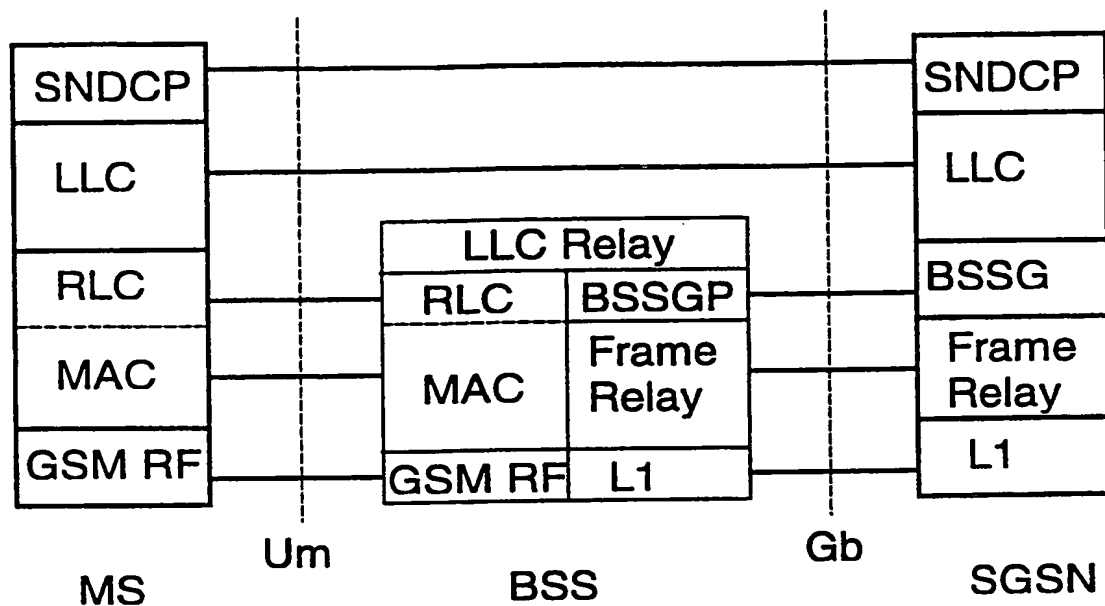 SNDCP
LLC
RLC
MAC
GSM RF
MS
Um
LLC Relay
RLC
BSSGP
MAC
Frame
Relay
GSM RF
L1
BSS
Gb
SNDCP
LLC
BSSG
Frame
Relay
L1
SGSN